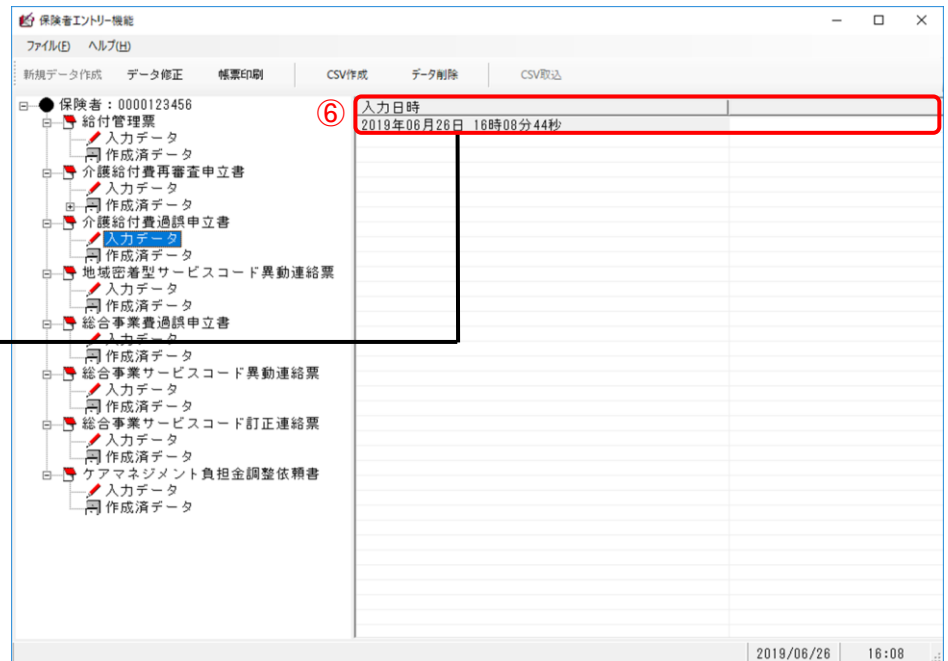 保険者エントリー機能
ファイル(F) ヘルプ(H)
新規データ作成 データ修正 帳票印刷 CSV作成 データ削除 CSV取込
保険者：0000123456
給付管理票
入力データ
作成済データ
介護給付費再審査申立書
入力データ
作成済データ
介護給付費過誤申立書
入力データ
作成済データ
地域密着型サービスコード異動連絡票
入力データ
作成済データ
総合事業費過誤申立書
入力データ
作成済データ
総合事業サービスコード異動連絡票
入力データ
作成済データ
総合事業サービスコード訂正連絡票
入力データ
作成済データ
ケアマネジメント負担金調整依頼書
入力データ
作成済データ
⑥
入力日時
2019年06月26日 16時08分44秒
2019/06/26 16:08